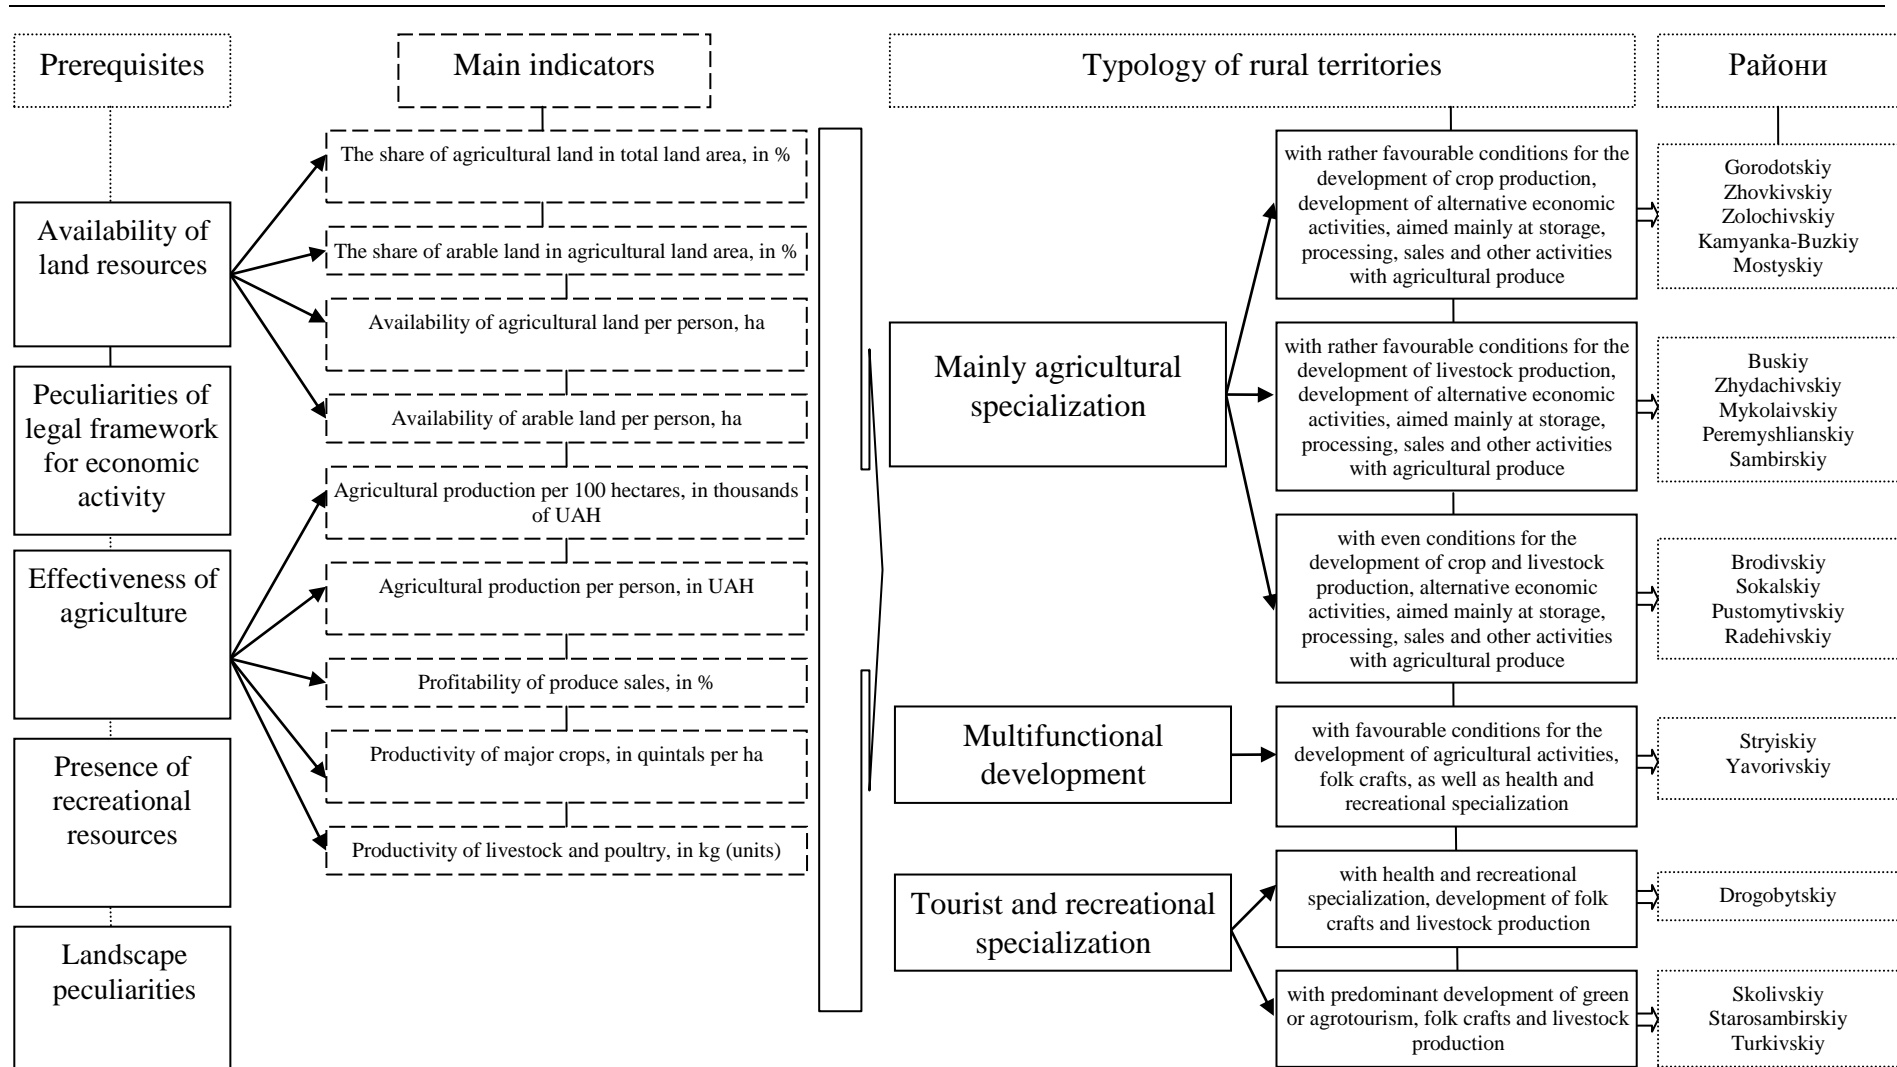 Prerequisites
Main indicators
Typology of rural territories
Райони
Availability of
land resources
Peculiarities of
legal framework
for economic
activity
Effectiveness of
agriculture
Presence of
recreational
resources
Landscape
peculiarities
The share of agricultural land in total land area, in %
The share of arable land in agricultural land area, in %
Availability of agricultural land per person, ha
Availability of arable land per person, ha
Agricultural production per 100 hectares, in thousands
of UAH
Agricultural production per person, in UAH
Profitability of produce sales, in %
Productivity of major crops, in quintals per ha
Productivity of livestock and poultry, in kg (units)
Mainly agricultural
specialization
Multifunctional
development
Tourist and recreational
specialization
with rather favourable conditions for the
development of crop production,
development of alternative economic
activities, aimed mainly at storage,
processing, sales and other activities
with agricultural produce
with rather favourable conditions for the
development of livestock production,
development of alternative economic
activities, aimed mainly at storage,
processing, sales and other activities
with agricultural produce
with even conditions for the
development of crop and livestock
production, alternative economic
activities, aimed mainly at storage,
processing, sales and other activities
with agricultural produce
with favourable conditions for the
development of agricultural activities,
folk crafts, as well as health and
recreational specialization
with health and recreational
specialization, development of folk
crafts and livestock production
with predominant development of green
or agrotourism, folk crafts and livestock
production
Gorodotskiy
Zhovkivskiy
Zolochivskiy
Kamyanka-Buzkiy
Mostyskiy
Buskiy
Zhydachivskiy
Mykolaivskiy
Peremyshlianskiy
Sambirskiy
Brodivskiy
Sokalskiy
Pustomytivskiy
Radehivskiy
Stryiskiy
Yavorivskiy
Drogobytskiy
Skolivskiy
Starosambirskiy
Turkivskiy